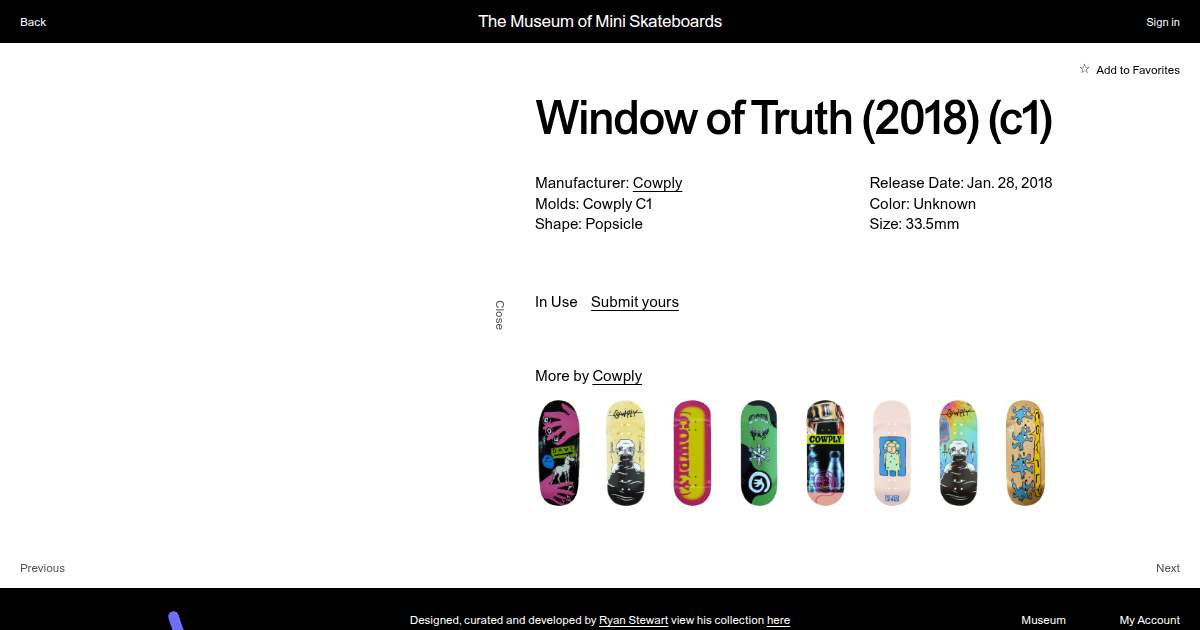 Back
The Museum of Mini Skateboards
Sign in
☆ Add to Favorites
Window of Truth (2018) (c1)
Manufacturer: Cowply
Molds: Cowply C1
Shape: Popsicle
Release Date: Jan. 28, 2018
Color: Unknown
Size: 33.5mm
Close
In Use Submit yours
More by Cowply
COWPLY
COWPLY
COWPLY
COWPLY
Previous
Next
Designed, curated and developed by Ryan Stewart view his collection here
Museum
My Account